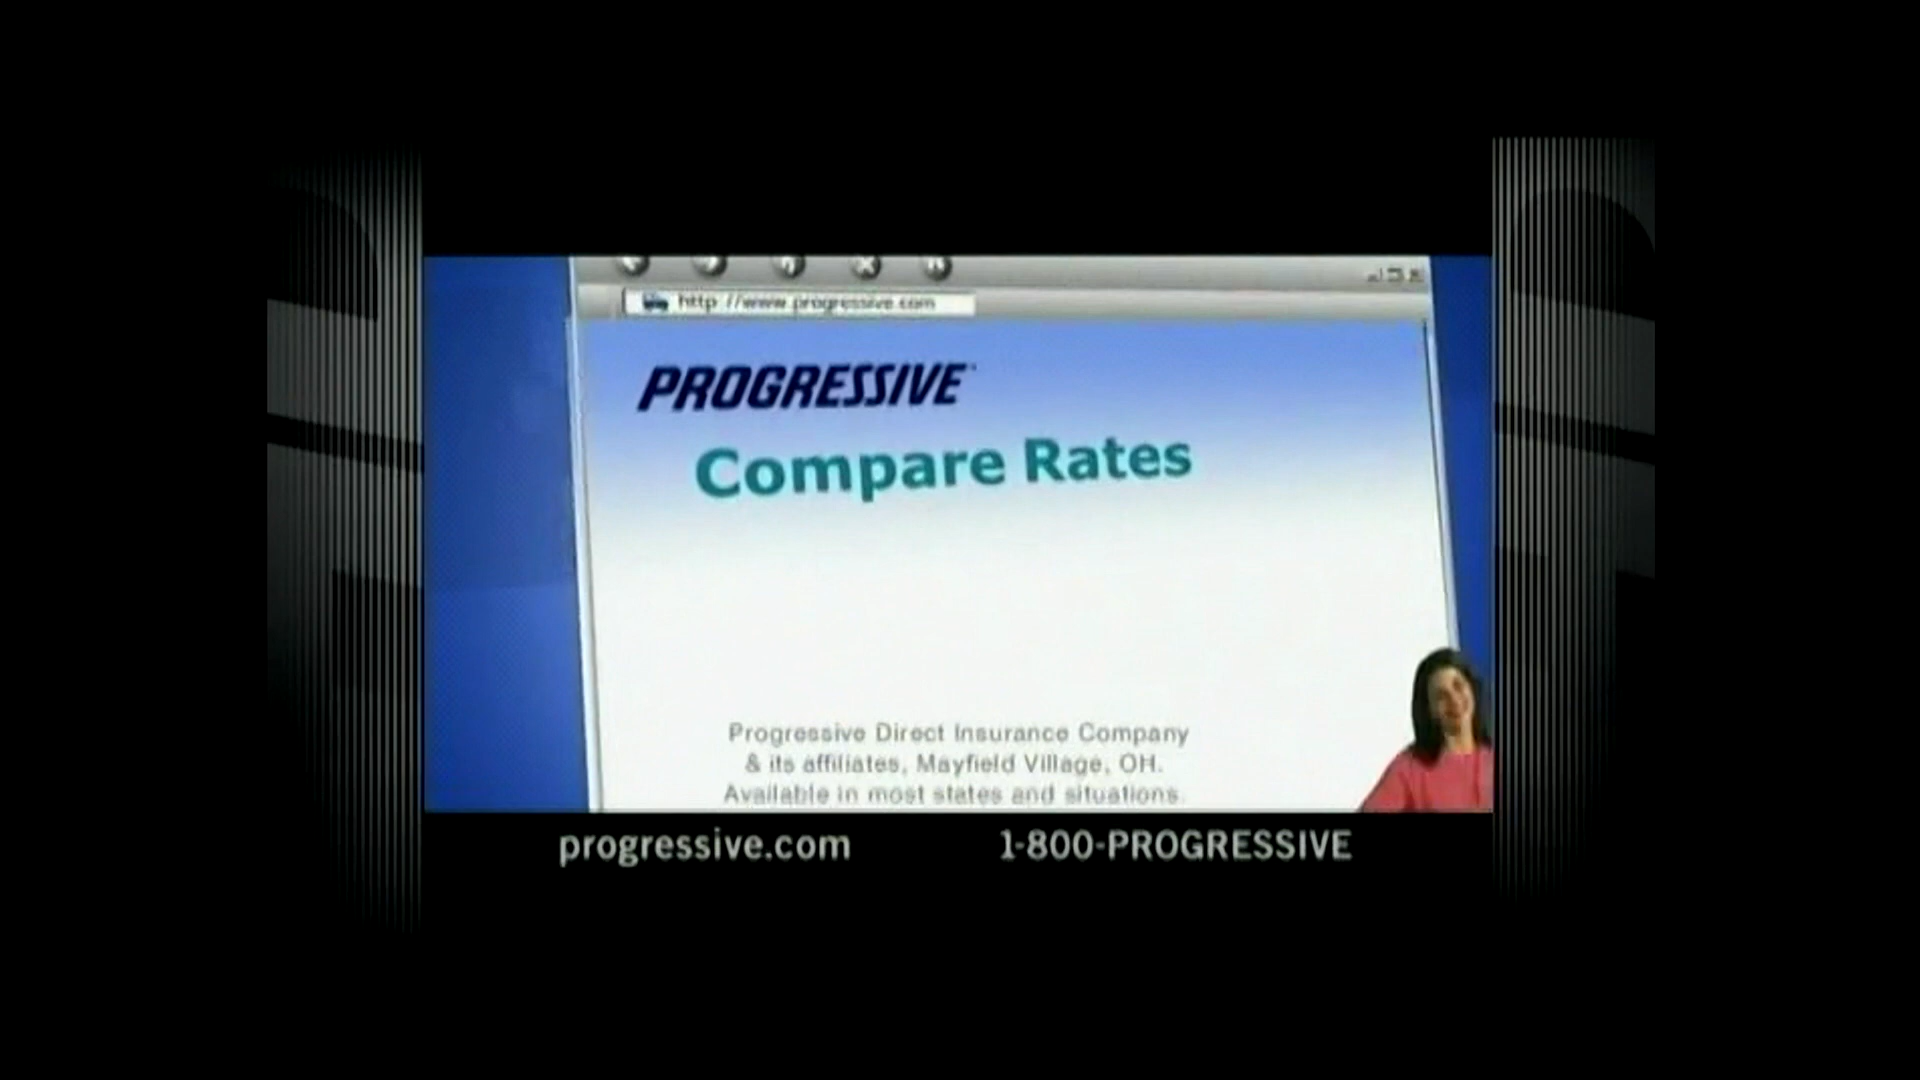 http://www.progressive.com
PROGRESSIVE
Compare Rates
Progressive Direct Insurance Company
& its affiliates, Mayfield Village, OH.
Available in most states and situations.
progressive.com 1-800-PROGRESSIVE